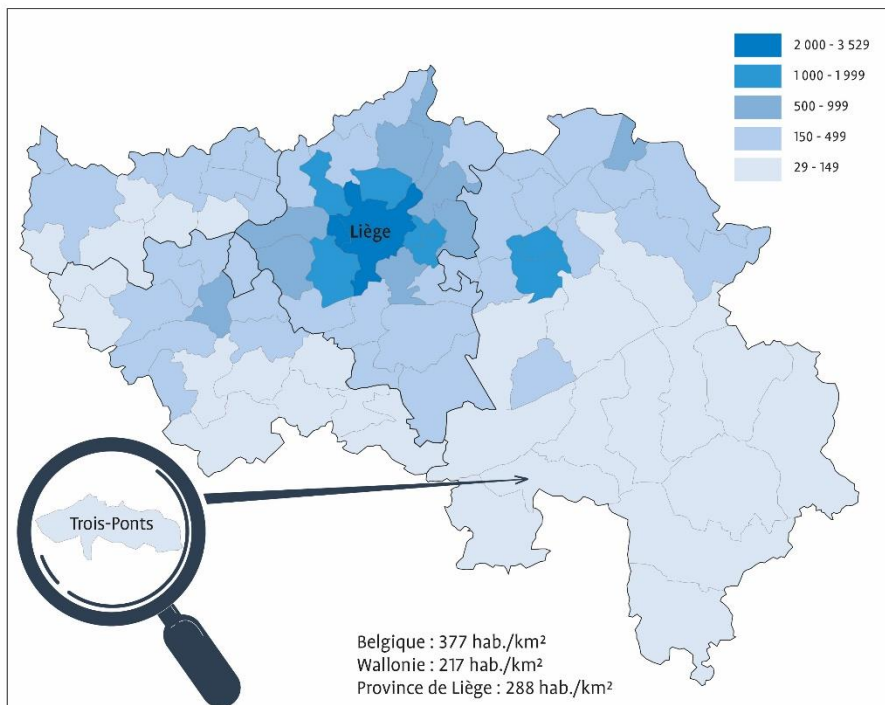 2 000 - 3 529
1 000 - 1 999
500 - 999
150 - 499
29 - 149
Liège
Trois-Ponts
Belgique : 377 hab./km²
Wallonie : 217 hab./km²
Province de Liège : 288 hab./km²